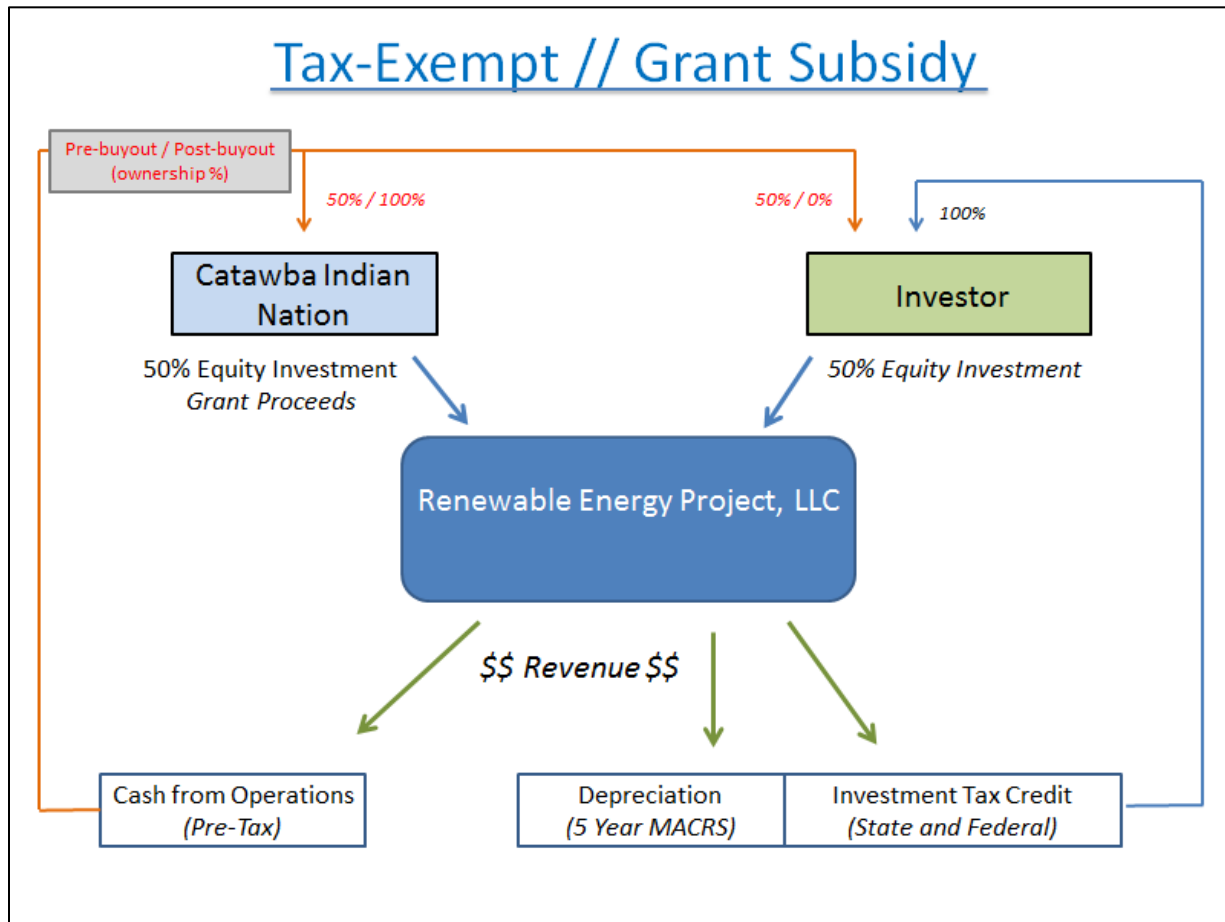 Tax-Exempt // Grant Subsidy
Pre-buyout / Post-buyout
(ownership %)
50% / 100%
50% / 0%
100%
Catawba Indian
Nation
Investor
50% Equity Investment
Grant Proceeds
50% Equity Investment
Renewable Energy Project, LLC
$$ Revenue $$
Cash from Operations
(Pre-Tax)
Depreciation
(5 Year MACRS)
Investment Tax Credit
(State and Federal)